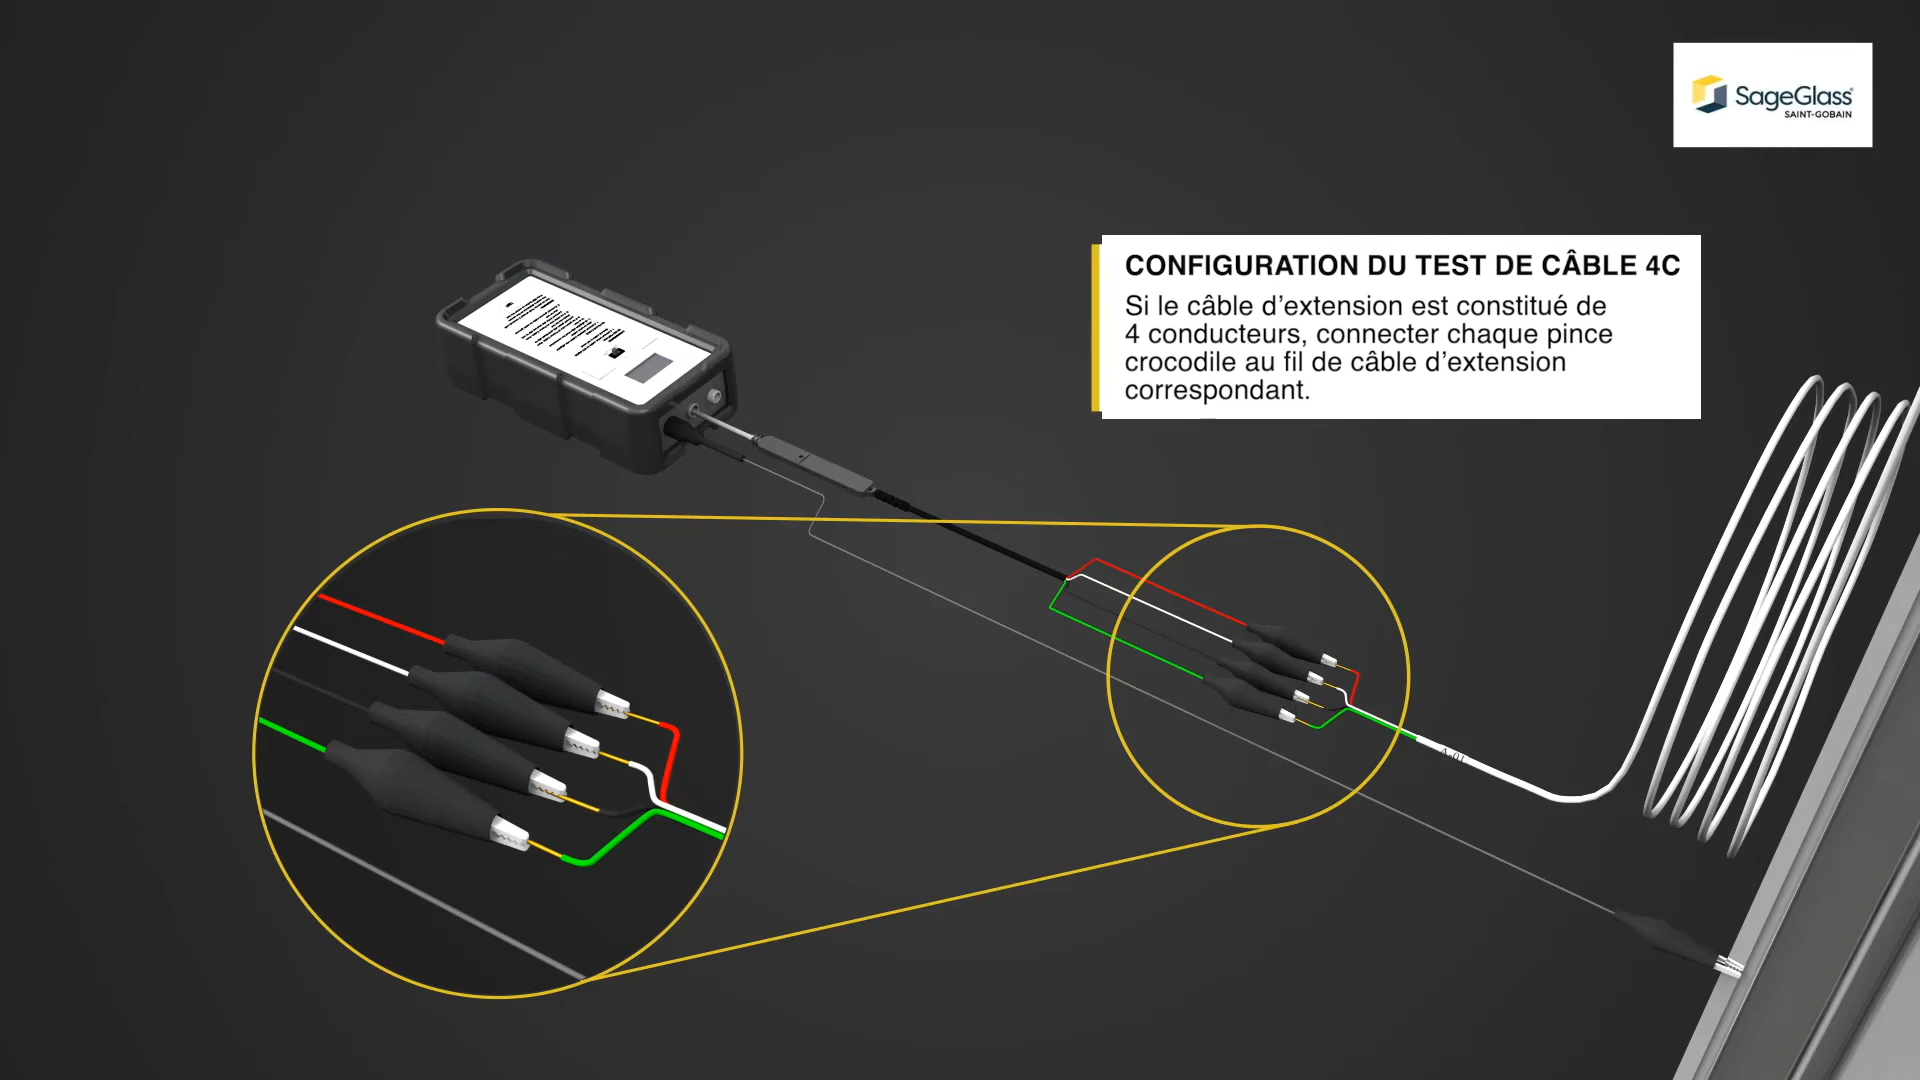 SageGlass
SAINT-GOBAIN
CONFIGURATION DU TEST DE CÂBLE 4C
Si le câble d’extension est constitué de
4 conducteurs, connecter chaque pince
crocodile au fil de câble d’extension
correspondant.